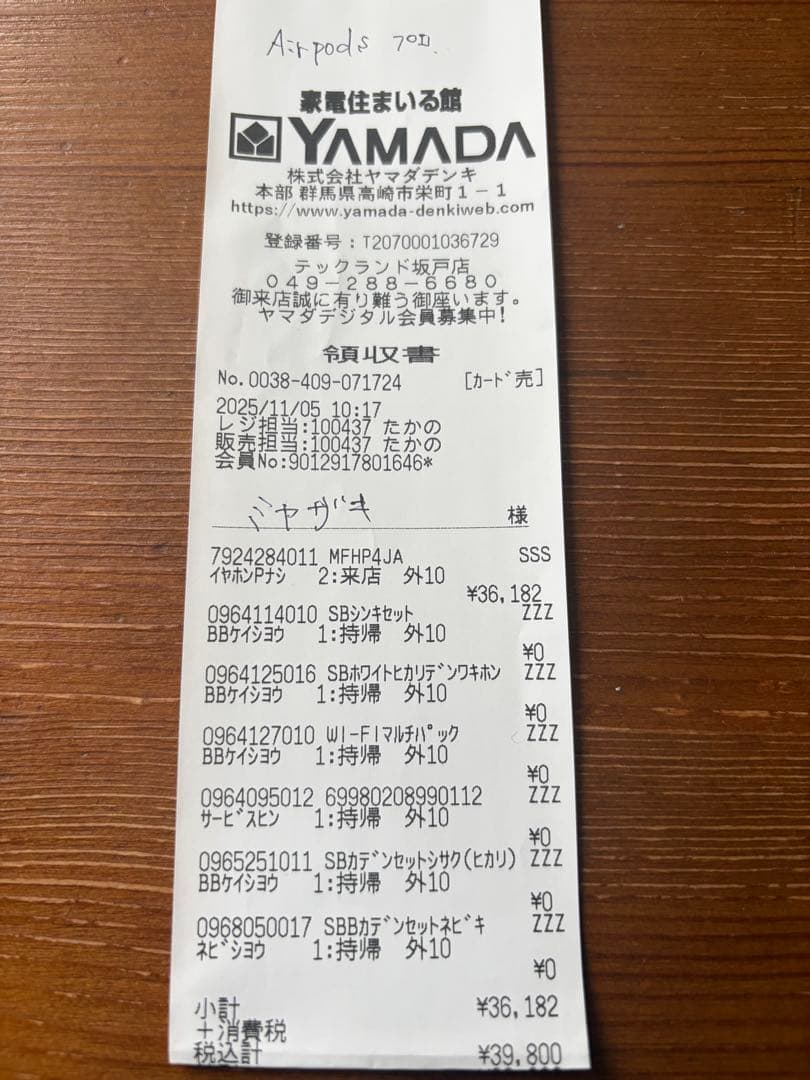 Airpods プロ
家電住まいる館
YAMADA
株式会社ヤマダデンキ
本部 群馬県高崎市栄町1-1
https://www.yamada-denkiweb.com
登録番号:T2070001036729
テックランド坂戸店
049-288-6680
御来店誠に有り難う御座います。
ヤマダデジタル会員募集中!
領収書
No.0038-409-071724 [ｶｰﾄﾞ売]
2025/11/05 10:17
レジ担当:100437 たかの
販売担当:100437 たかの
会員No:9012917801646*
ミヤザキ 様
7924284011 MFHP4JA SSS
ｲﾔﾎﾝPﾅｼ 2:来店 外10
¥36,182
0964114010 SBｼﾝｷｾｯﾄ ZZZ
BBｹｲｼﾖｳ 1:持帰 外10
¥0
0964125016 SBﾎﾜｲﾄﾋｶﾘﾃﾞﾝﾜｷﾎﾝ ZZZ
BBｹｲｼﾖｳ 1:持帰 外10
¥0
0964127010 WI-FIﾏﾙﾁﾊﾟｯｸ ZZZ
BBｹｲｼﾖｳ 1:持帰 外10
¥0
0964095012 69980208990112 ZZZ
ｻｰﾋﾞｽﾋﾝ 1:持帰 外10
¥0
0965251011 SBｶﾃﾞﾝｾｯﾄｼｻｸ(ﾋｶﾘ) ZZZ
BBｹｲｼﾖｳ 1:持帰 外10
¥0
0968050017 SBBｶﾃﾞﾝｾｯﾄﾈﾋﾞｷ ZZZ
ﾈﾋﾞｼﾖｳ 1:持帰 外10
¥0
小計 ¥36,182
+消費税
税込計 ¥39,800